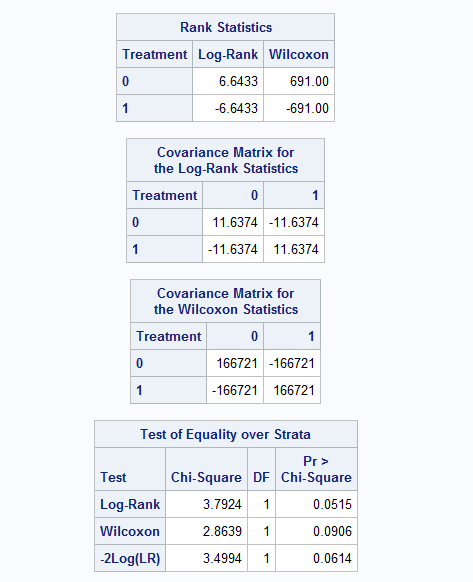 Rank Statistics
Treatment Log-Rank Wilcoxon
0 6.6433 691.00
1 -6.6433 -691.00
Covariance Matrix for
the Log-Rank Statistics
Treatment 0 1
0 11.6374 -11.6374
1 -11.6374 11.6374
Covariance Matrix for
the Wilcoxon Statistics
Treatment 0 1
0 166721 -166721
1 -166721 166721
Test of Equality over Strata
Pr >
Test Chi-Square DF Chi-Square
Log-Rank 3.7924 1 0.0515
Wilcoxon 2.8639 1 0.0906
-2Log(LR) 3.4994 1 0.0614